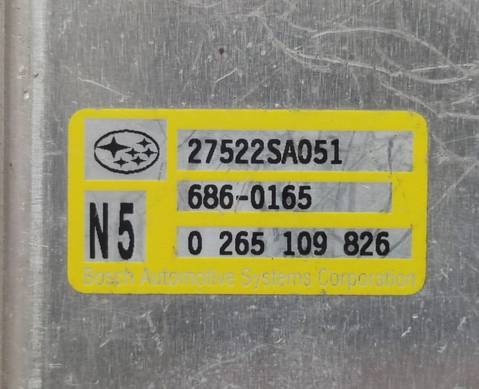 27522SA051
686-0165
N5
0 265 109 826
Bosch Automotive Systems Corporation